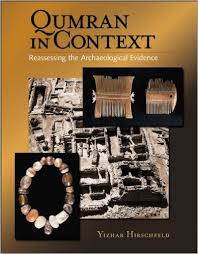 QUMRAN
IN CONTEXT
Reassessing the Archaeological Evidence
YIZHAR HIRSCHFELD